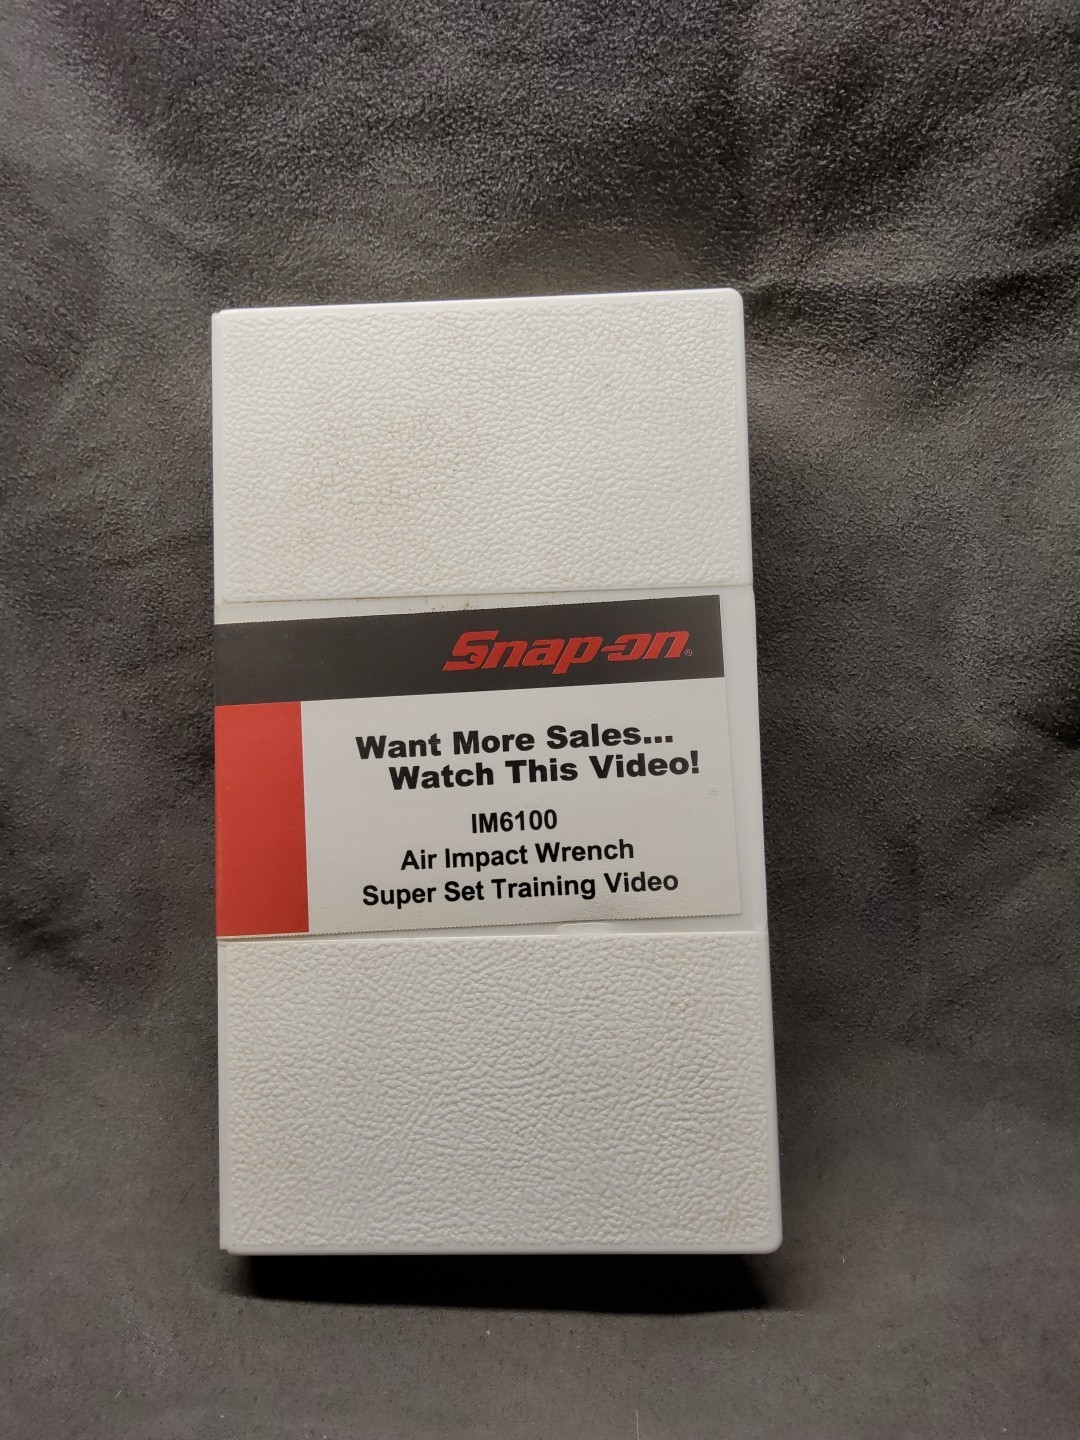 Snap-on®
Want More Sales...
Watch This Video!
IM6100
Air Impact Wrench
Super Set Training Video